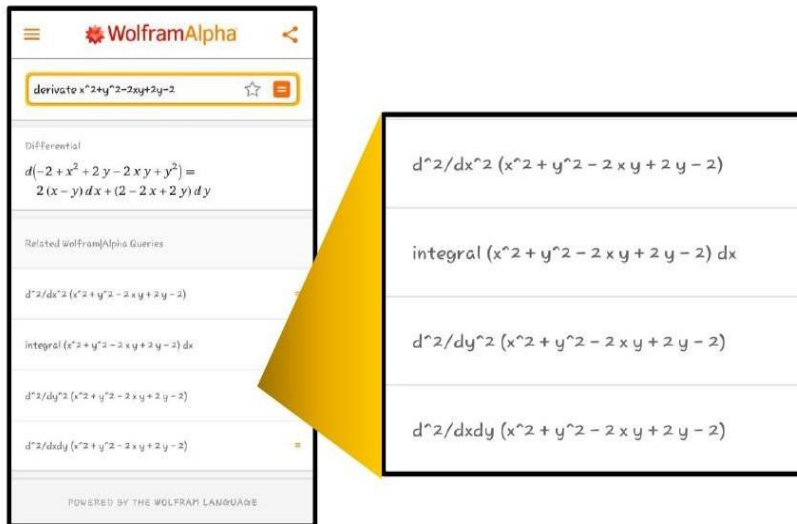 WolframAlpha
derivate x^2+y^2-2xy+2y-2
Differential
d(-2 + x² + 2 y - 2 x y + y²) =
2 (x - y) d x + (2 - 2 x + 2 y) d y
Related Wolfram|Alpha Queries
d^2/dx^2 (x^2 + y^2 - 2 x y + 2 y - 2)
integral (x^2 + y^2 - 2 x y + 2 y - 2) dx
d^2/dy^2 (x^2 + y^2 - 2 x y + 2 y - 2)
d^2/dxdy (x^2 + y^2 - 2 x y + 2 y - 2)
POWERED BY THE WOLFRAM LANGUAGE
d^2/dx^2 (x^2 + y^2 - 2 x y + 2 y - 2)
integral (x^2 + y^2 - 2 x y + 2 y - 2) dx
d^2/dy^2 (x^2 + y^2 - 2 x y + 2 y - 2)
d^2/dxdy (x^2 + y^2 - 2 x y + 2 y - 2)